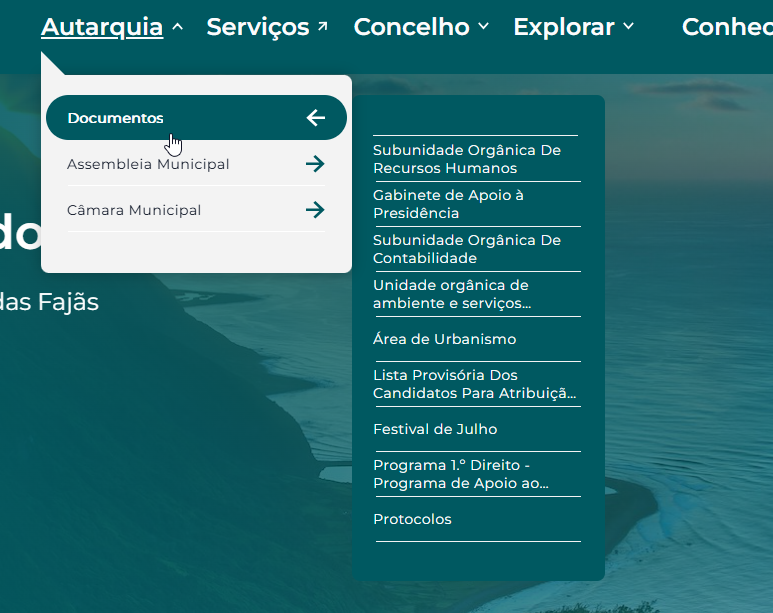 Autarquia Serviços Concelho Explorar Conhec
Documentos
Assembleia Municipal
Câmara Municipal
Subunidade Orgânica De
Recursos Humanos
Gabinete de Apoio à
Presidência
Subunidade Orgânica De
Contabilidade
Unidade orgânica de
ambiente e serviços...
Área de Urbanismo
Lista Provisória Dos
Candidatos Para Atribuiçã...
Festival de Julho
Programa 1.º Direito -
Programa de Apoio ao...
Protocolos
do
das Fajãs